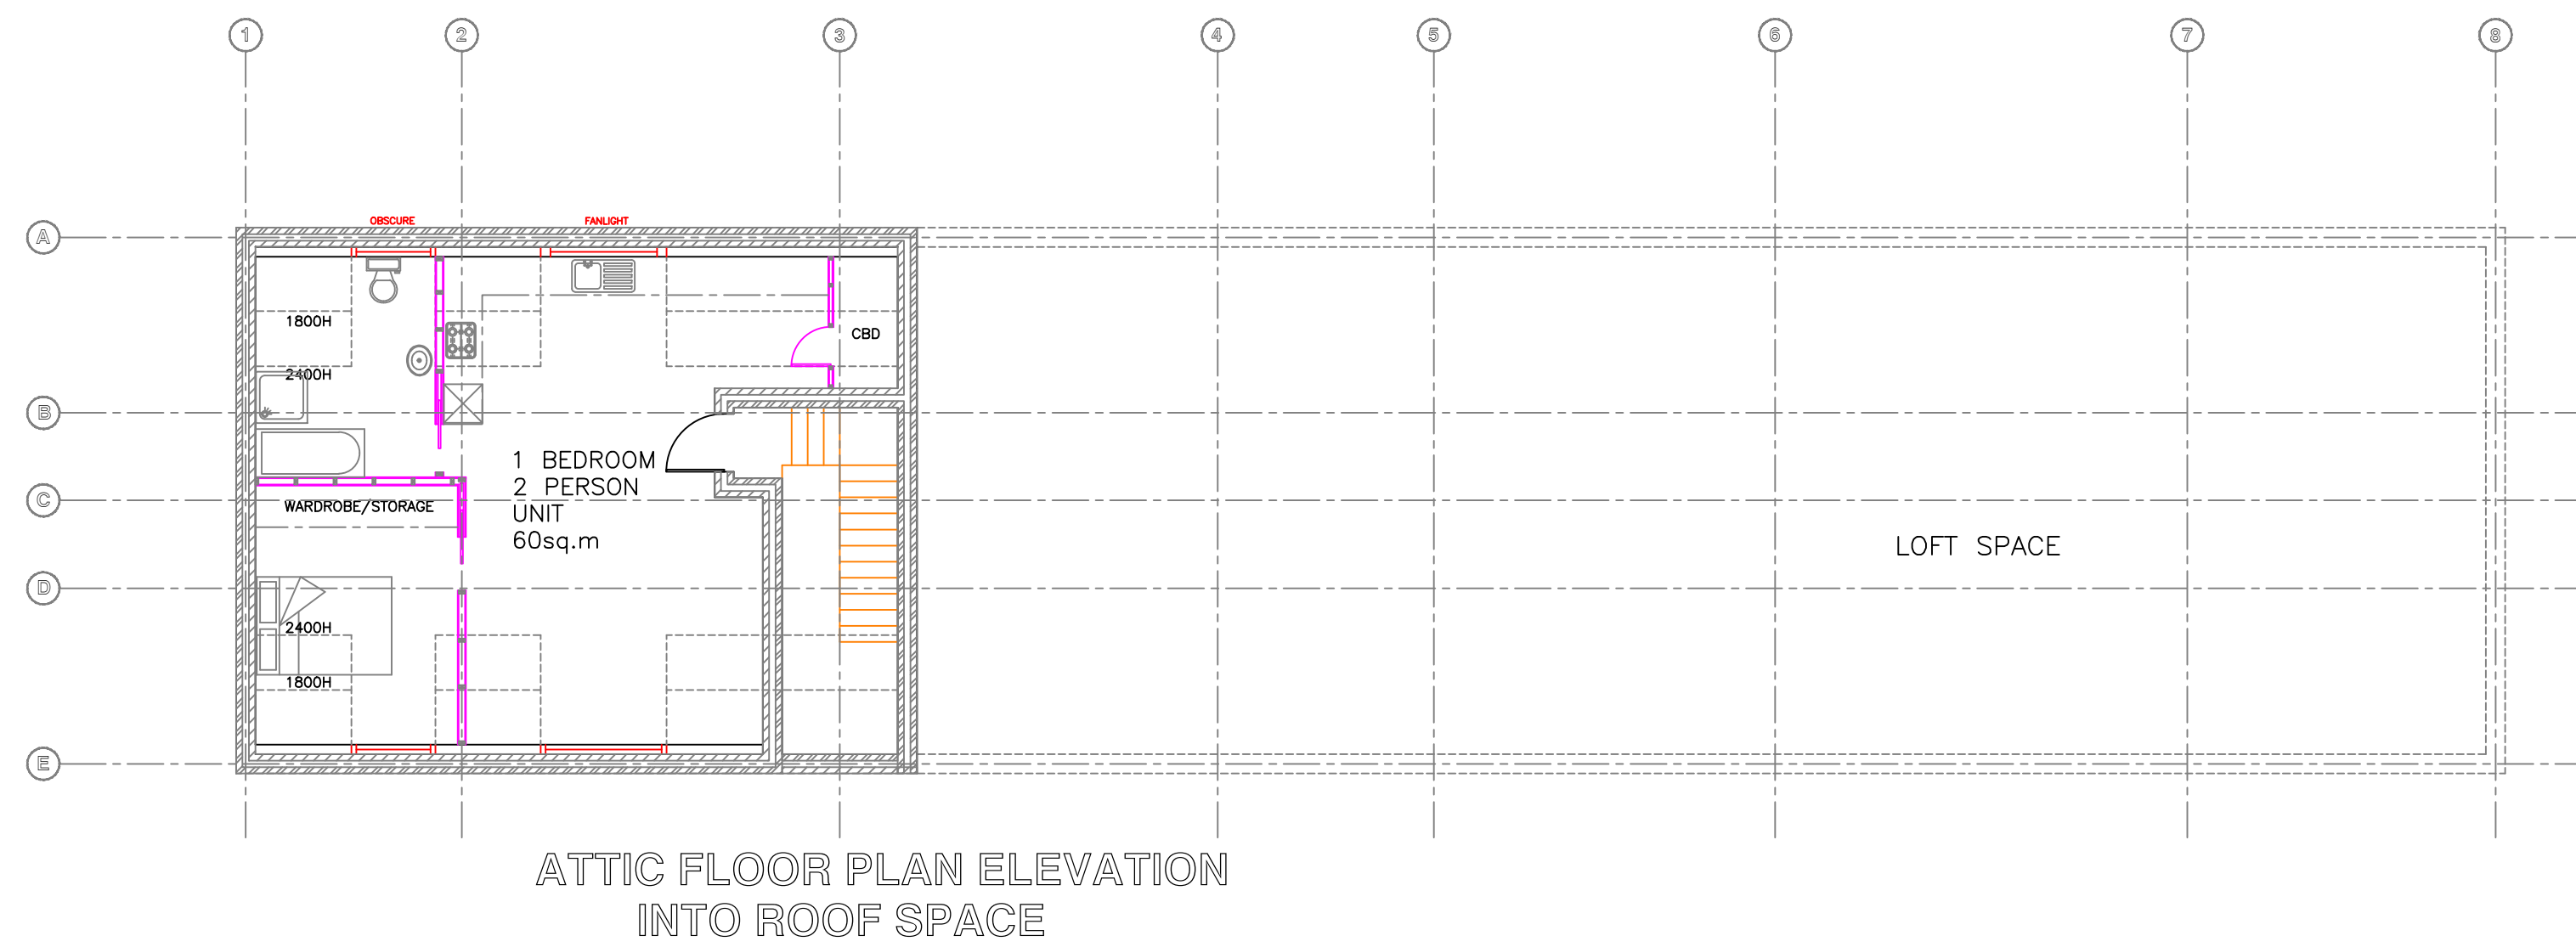 1
2
3
4
5
6
7
8
A
OBSCURE
FANLIGHT
1800H
CBD
2400H
B
1 BEDROOM
2 PERSON
UNIT
60sq.m
C
WARDROBE/STORAGE
LOFT SPACE
D
2400H
1800H
E
ATTIC FLOOR PLAN ELEVATION
INTO ROOF SPACE